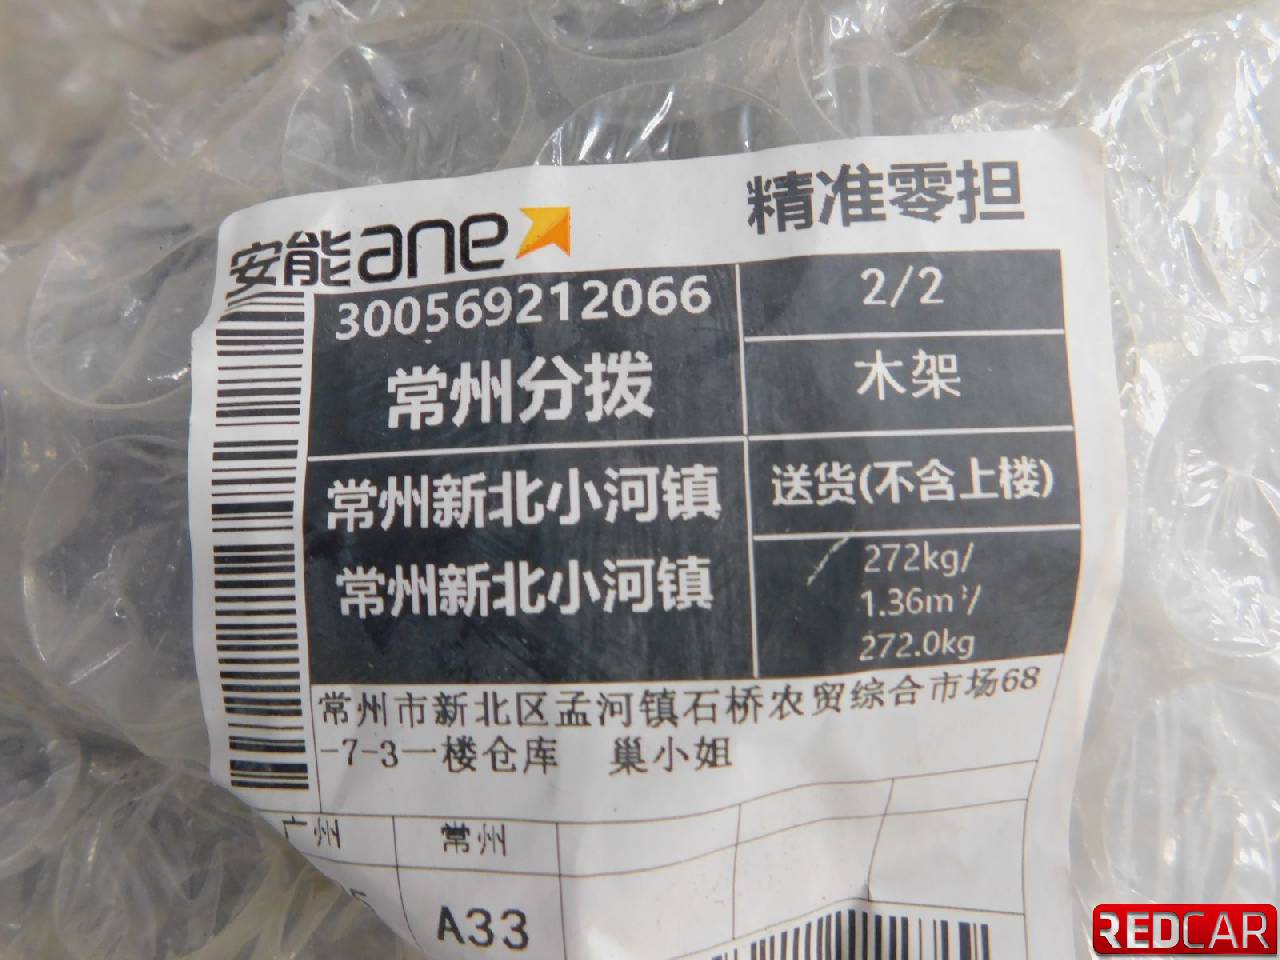 安能ane
精准零担
300569212066
2/2
常州分拨
木架
常州新北小河镇
送货(不含上楼)
常州新北小河镇
272kg/
1.36m³/
272.0kg
常州市新北区孟河镇石桥农贸综合市场68
-7-3一楼仓库 巢小姐
广州 常州
A33
REDCAR